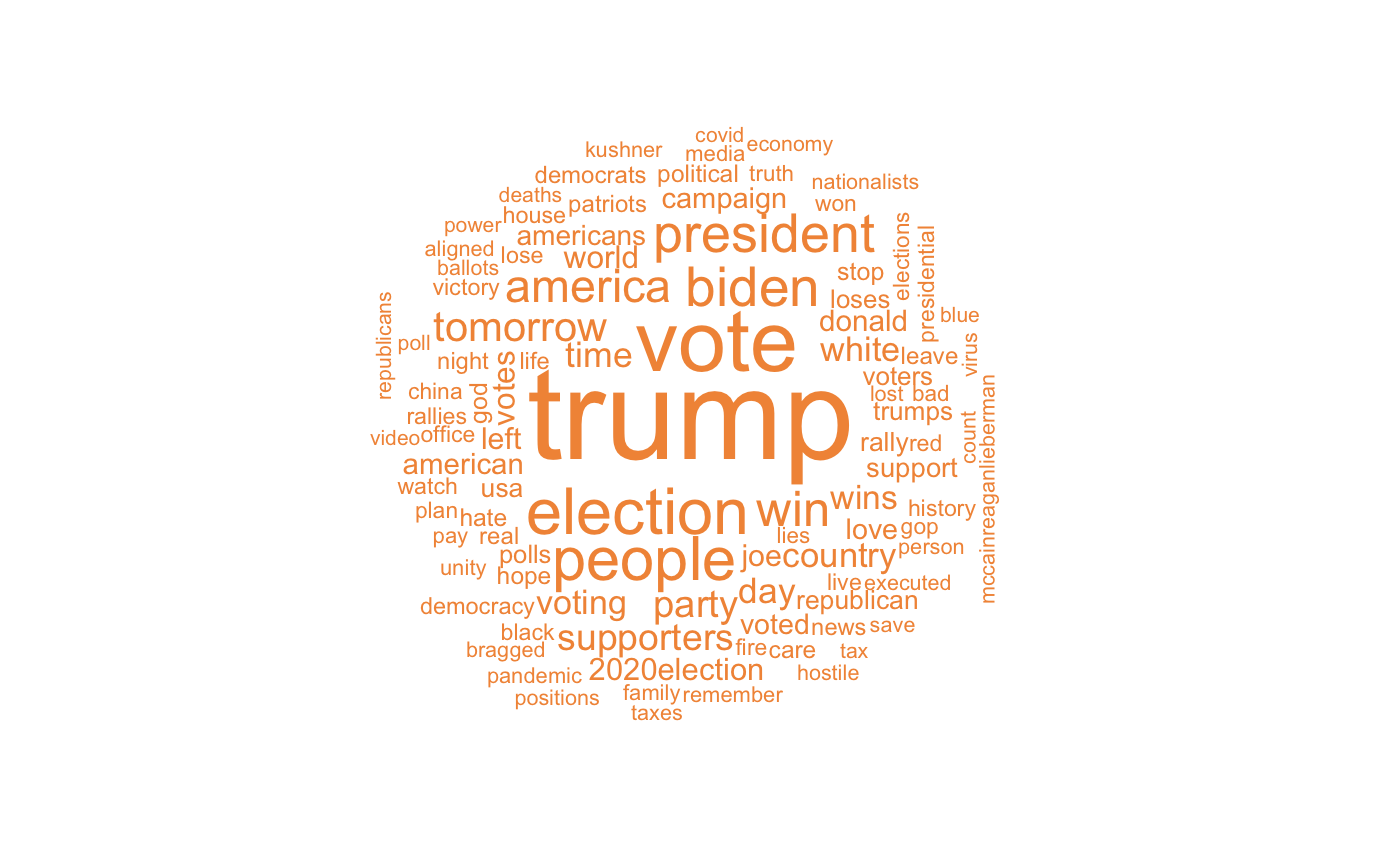 covid
kushner
media
economy
democrats
political
truth
nationalists
deaths
patriots
campaign
won
power
house
americans
president
elections
presidential
aligned
lose
world
stop
ballots
victory
america
biden
loses
republicans
poll
tomorrow
vote
donald
blue
night
life
time
white
leave
virus
china
god
votes
trump
voters
lost
bad
rallies
trumps
count
mccainreaganlieberman
video
office
left
rally
red
american
support
watch
usa
plan
hate
election
win
wins
history
pay
real
lies
love
gop
polls
people
joe
country
person
unity
hope
live
executed
democracy
voting
party
day
republican
black
supporters
voted
news
save
bragged
fire
care
tax
pandemic
2020election
hostile
positions
family
remember
taxes